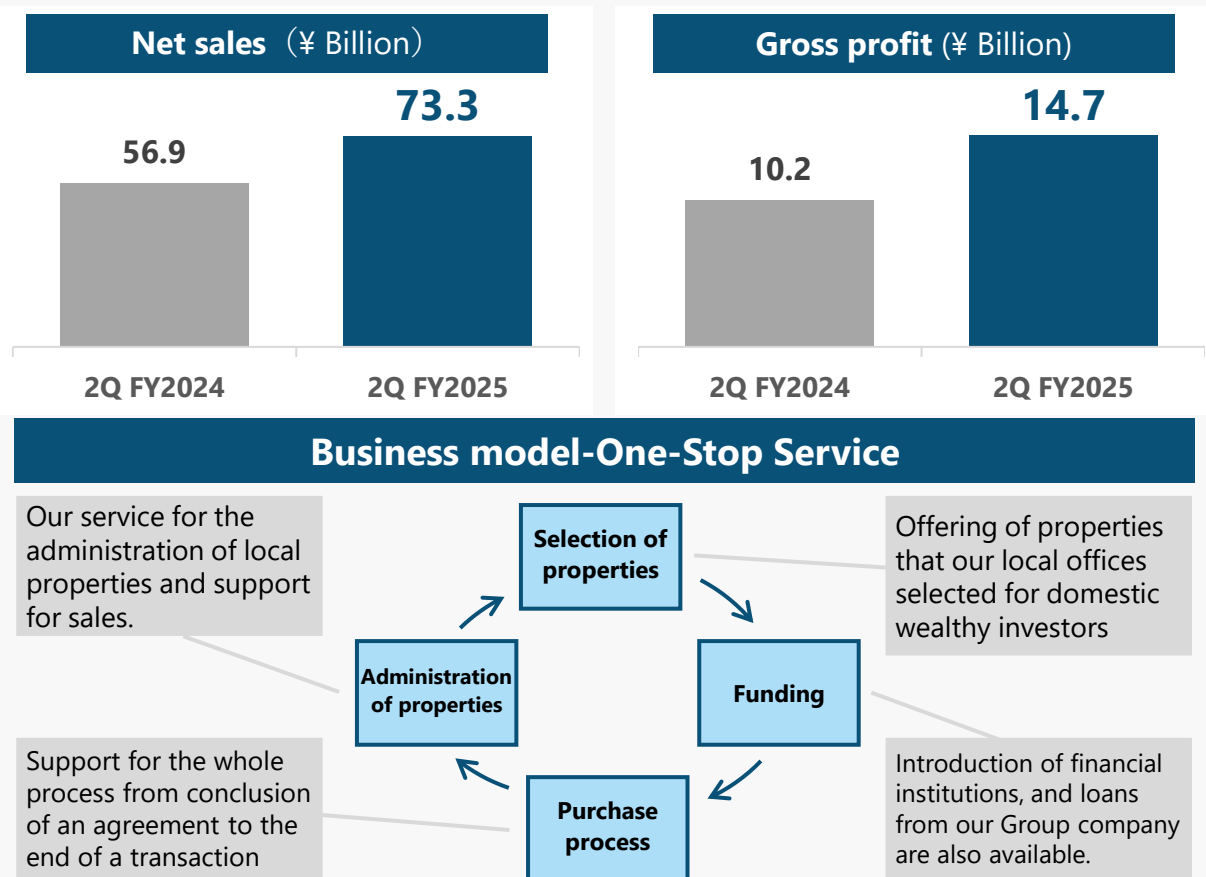 Net sales（¥ Billion）
73.3
56.9
2Q FY2024
2Q FY2025
Gross profit (¥ Billion)
14.7
10.2
2Q FY2024
2Q FY2025
Business model-One-Stop Service
Our service for the
administration of local
properties and support
for sales.
Selection of
properties
Offering of properties
that our local offices
selected for domestic
wealthy investors
Administration
of properties
Funding
Support for the whole
process from conclusion
of an agreement to the
end of a transaction
Purchase
process
Introduction of financial
institutions, and loans
from our Group company
are also available.